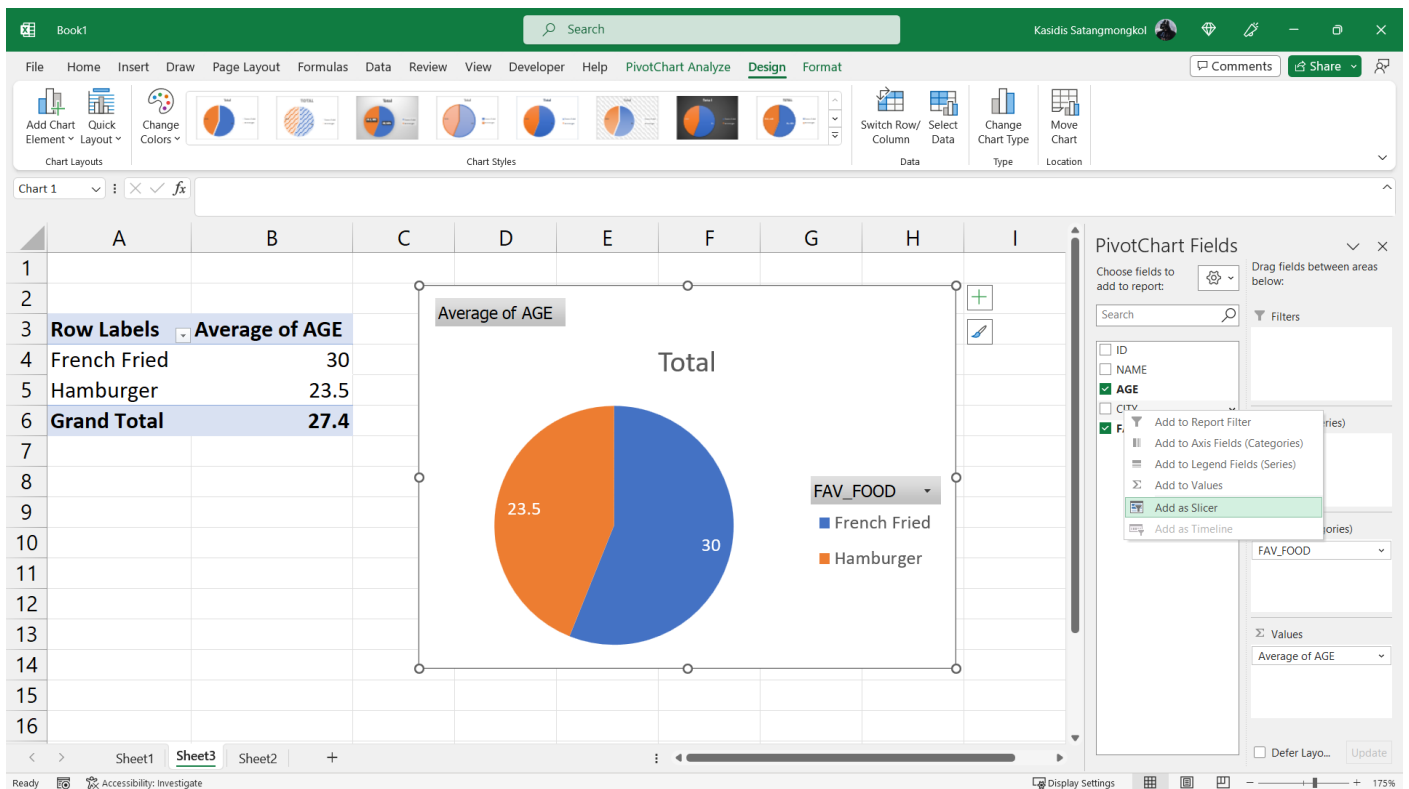 Book1
Search
Kasidis Satangmongkol
File Home Insert Draw Page Layout Formulas Data Review View Developer Help PivotChart Analyze Design Format
Comments Share
Add Chart Element Quick Layout Change Colors
Switch Row/ Column Select Data Change Chart Type Move Chart
Chart Layouts Chart Styles Data Type Location
Chart 1 fx
A B C D E F G H I
1
2
3 Row Labels Average of AGE
4 French Fried 30
5 Hamburger 23.5
6 Grand Total 27.4
7
8
9
10
11
12
13
14
15
16
Average of AGE
Total
23.5
30
FAV_FOOD
French Fried
Hamburger
PivotChart Fields
Choose fields to add to report:
Drag fields between areas below:
Search
Filters
ID
NAME
AGE
CITY
F
ries)
Add to Report Filter
Add to Axis Fields (Categories)
Add to Legend Fields (Series)
Add to Values
Add as Slicer
Add as Timeline
ories)
FAV_FOOD
Σ Values
Average of AGE
Defer Layo... Update
Sheet1 Sheet3 Sheet2 +
Ready Accessibility: Investigate Display Settings 175%